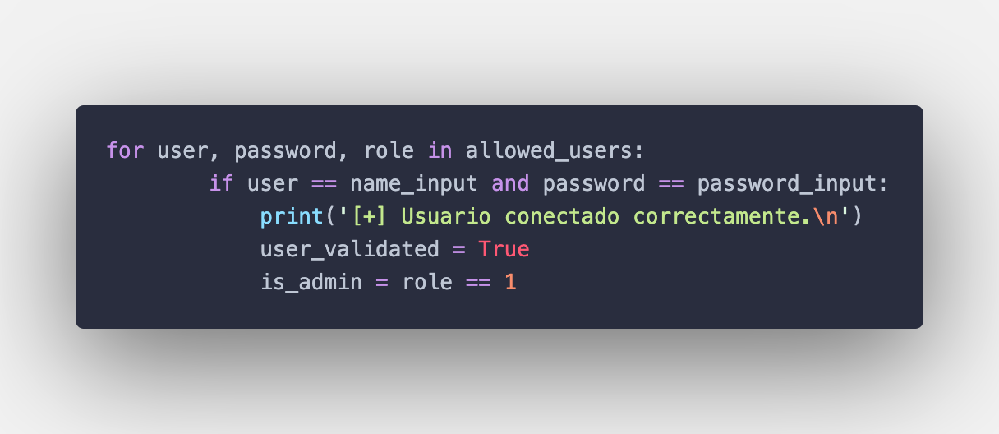 for user, password, role in allowed_users:
        if user == name_input and password == password_input:
            print('[+] Usuario conectado correctamente.\n')
            user_validated = True
            is_admin = role == 1